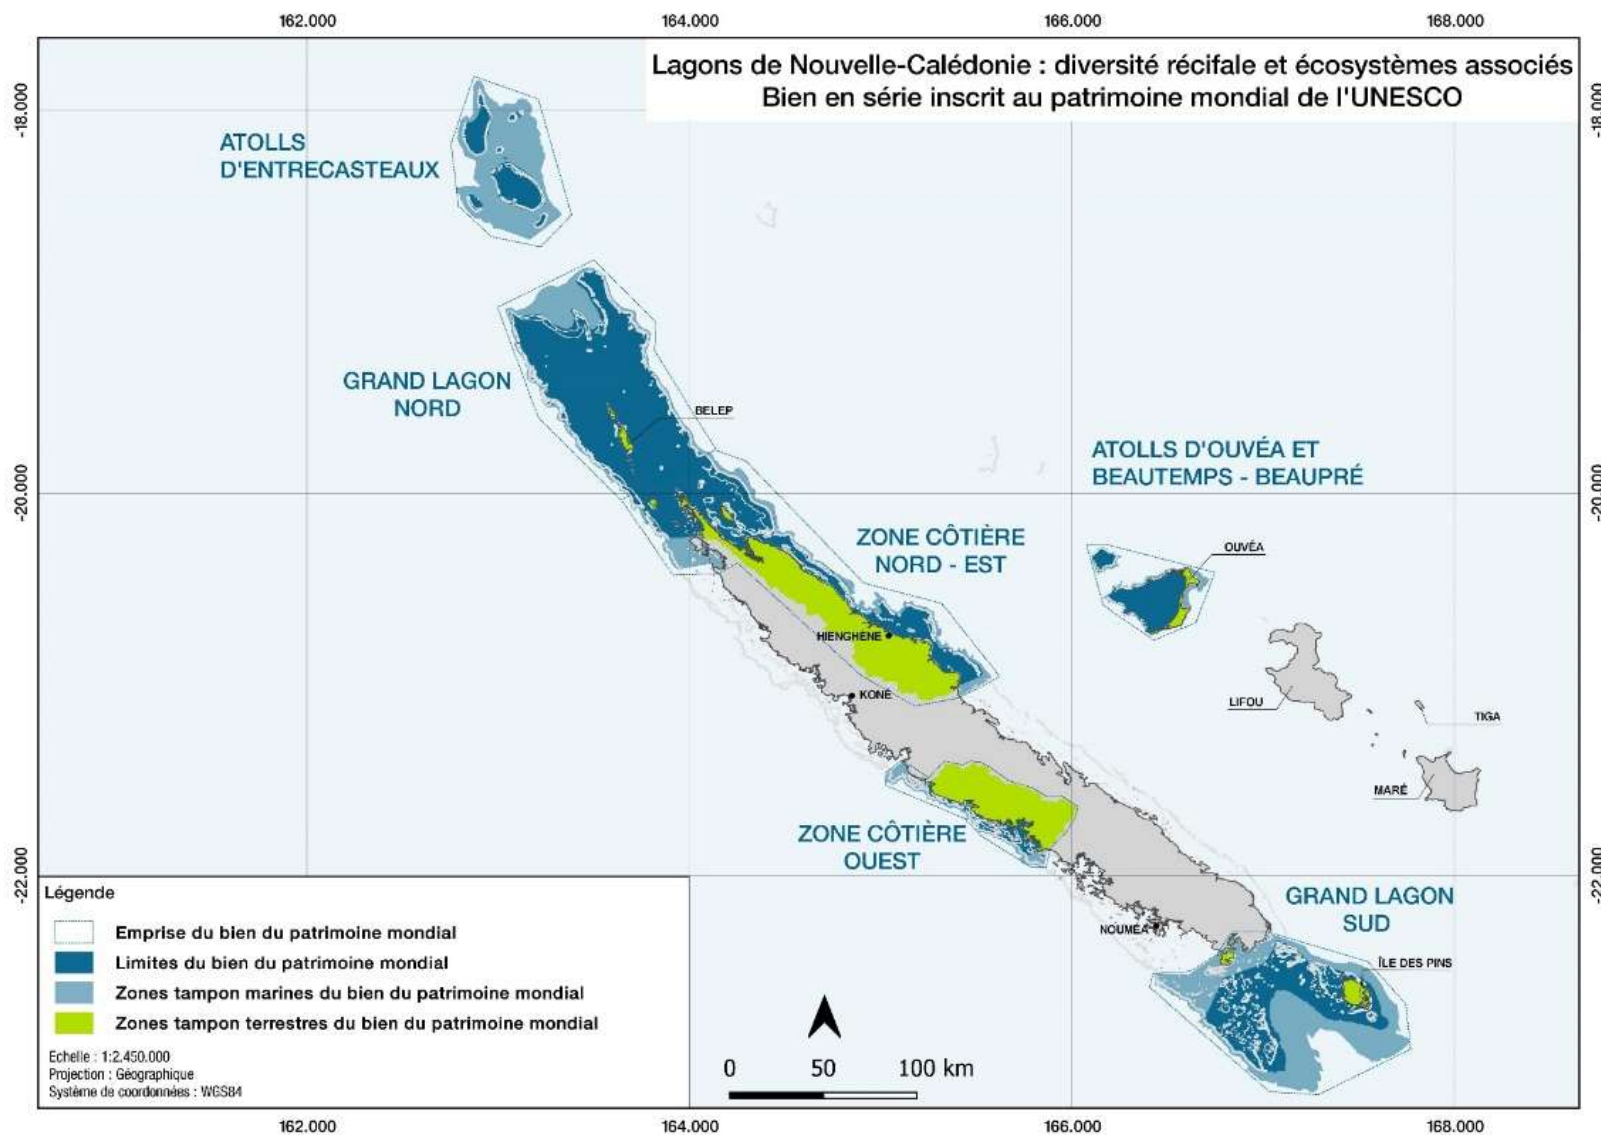 162.000
164.000
166.000
168.000
Lagons de Nouvelle-Calédonie : diversité récifale et écosystèmes associés
Bien en série inscrit au patrimoine mondial de l'UNESCO
-18.000
-18.000
ATOLLS
D'ENTRECASTEAUX
GRAND LAGON
NORD
BELEP
ATOLLS D'OUVÉA ET
BEAUTEMPS - BEAUPRÉ
-20.000
-20.000
ZONE CÔTIÈRE
NORD - EST
OUVÉA
HIENGHÈNE
KONÉ
LIFOU
TIGA
MARÉ
ZONE CÔTIÈRE
OUEST
-22.000
-22.000
GRAND LAGON
SUD
NOUMÉA
ÎLE DES PINS
Légende
Emprise du bien du patrimoine mondial
Limites du bien du patrimoine mondial
Zones tampon marines du bien du patrimoine mondial
Zones tampon terrestres du bien du patrimoine mondial
Echelle : 1:2.450.000
Projection : Géographique
Système de coordonnées : WGS84
0 50 100 km
162.000
164.000
166.000
168.000